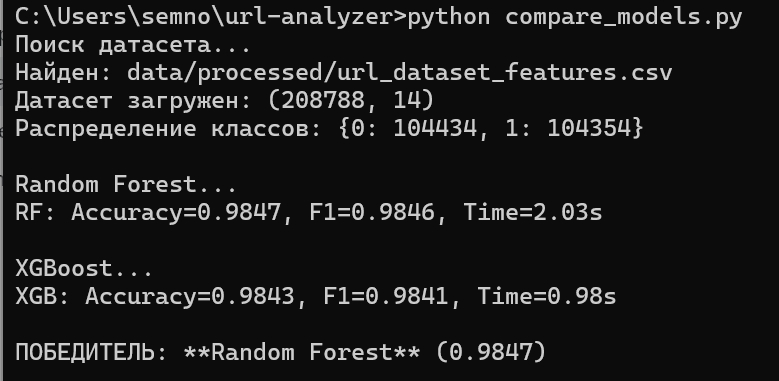 C:\Users\semno\url-analyzer>python compare_models.py
Поиск датасета...
Найден: data/processed/url_dataset_features.csv
Датасет загружен: (208788, 14)
Распределение классов: {0: 104434, 1: 104354}
Random Forest...
RF: Accuracy=0.9847, F1=0.9846, Time=2.03s
XGBoost...
XGB: Accuracy=0.9843, F1=0.9841, Time=0.98s
ПОБЕДИТЕЛЬ: **Random Forest** (0.9847)